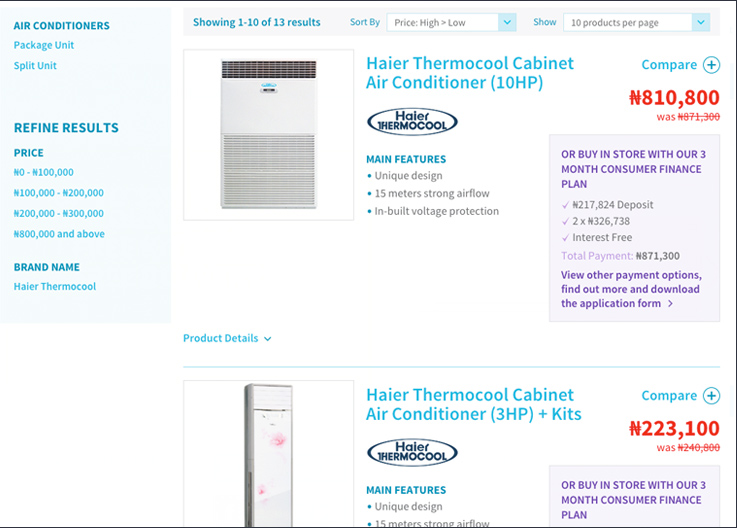 AIR CONDITIONERS
Package Unit
Split Unit
REFINE RESULTS
PRICE
₦0 - ₦100,000
₦100,000 - ₦200,000
₦200,000 - ₦300,000
₦800,000 and above
BRAND NAME
Haier Thermocool
Showing 1-10 of 13 results
Sort By
Price: High > Low
Show
10 products per page
Haier Thermocool Cabinet
Air Conditioner (10HP)
Haier
THERMOCOOL
MAIN FEATURES
• Unique design
• 15 meters strong airflow
• In-built voltage protection
Compare
₦810,800
was ₦871,300
OR BUY IN STORE WITH OUR 3
MONTH CONSUMER FINANCE
PLAN
✓ ₦217,824 Deposit
✓ 2 x ₦326,738
✓ Interest Free
Total Payment: ₦871,300
View other payment options,
find out more and download
the application form >
Product Details
Haier Thermocool Cabinet
Air Conditioner (3HP) + Kits
Haier
THERMOCOOL
MAIN FEATURES
• Unique design
• 15 meters strong airflow
Compare
₦223,100
was ₦240,800
OR BUY IN STORE WITH OUR 3
MONTH CONSUMER FINANCE
PLAN